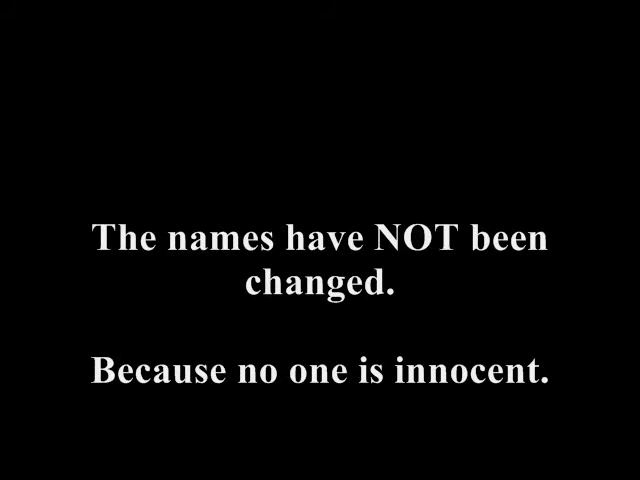 The names have NOT been
changed.
Because no one is innocent.